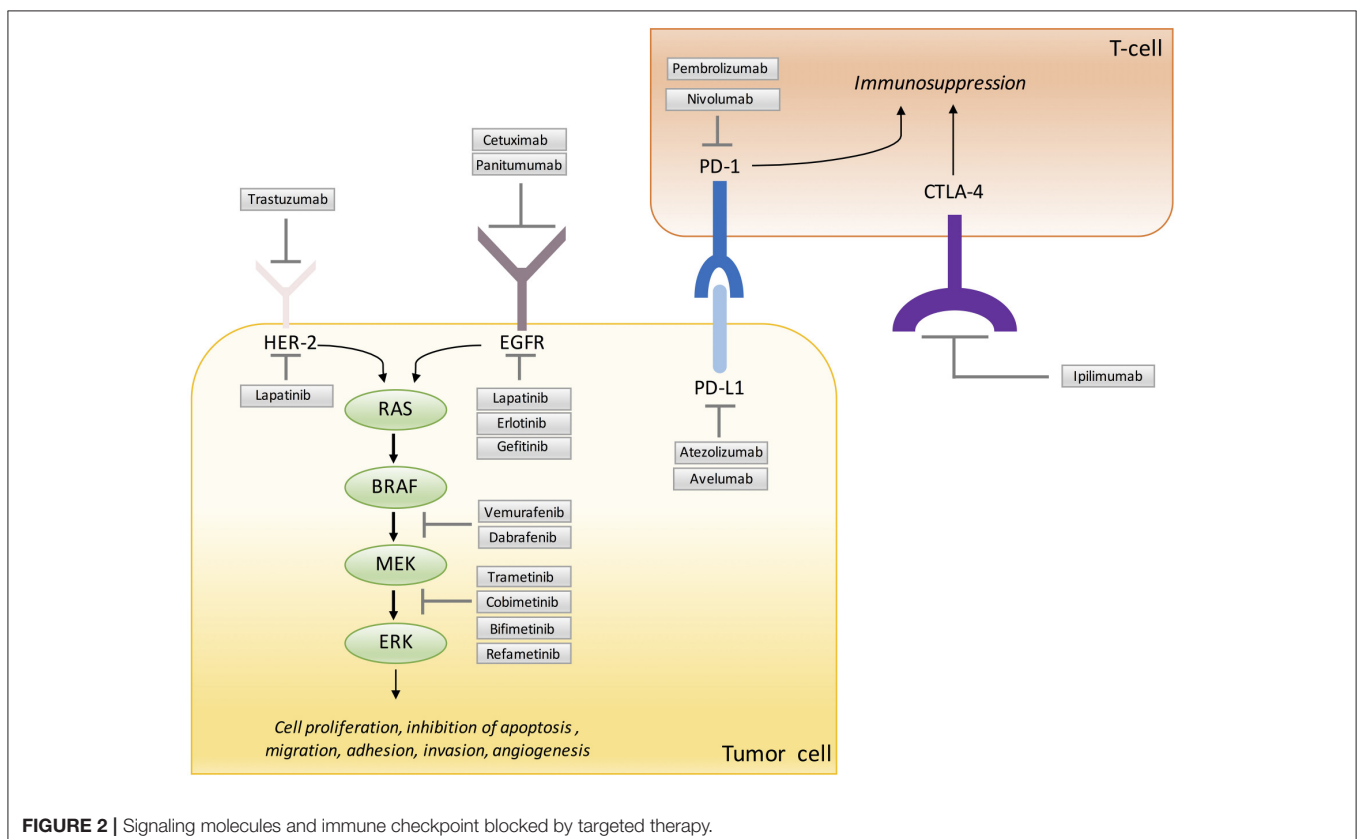 T-cell
Pembrolizumab
Nivolumab
Immunosuppression
PD-1
CTLA-4
Cetuximab
Panitumumab
Trastuzumab
HER-2
EGFR
Lapatinib
RAS
Lapatinib
Erlotinib
Gefitinib
PD-L1
Ipilimumab
Atezolizumab
Avelumab
BRAF
Vemurafenib
Dabrafenib
MEK
Trametinib
Cobimetinib
Bifimetinib
Refametinib
ERK
Cell proliferation, inhibition of apoptosis ,
migration, adhesion, invasion, angiogenesis
Tumor cell
FIGURE 2 | Signaling molecules and immune checkpoint blocked by targeted therapy.